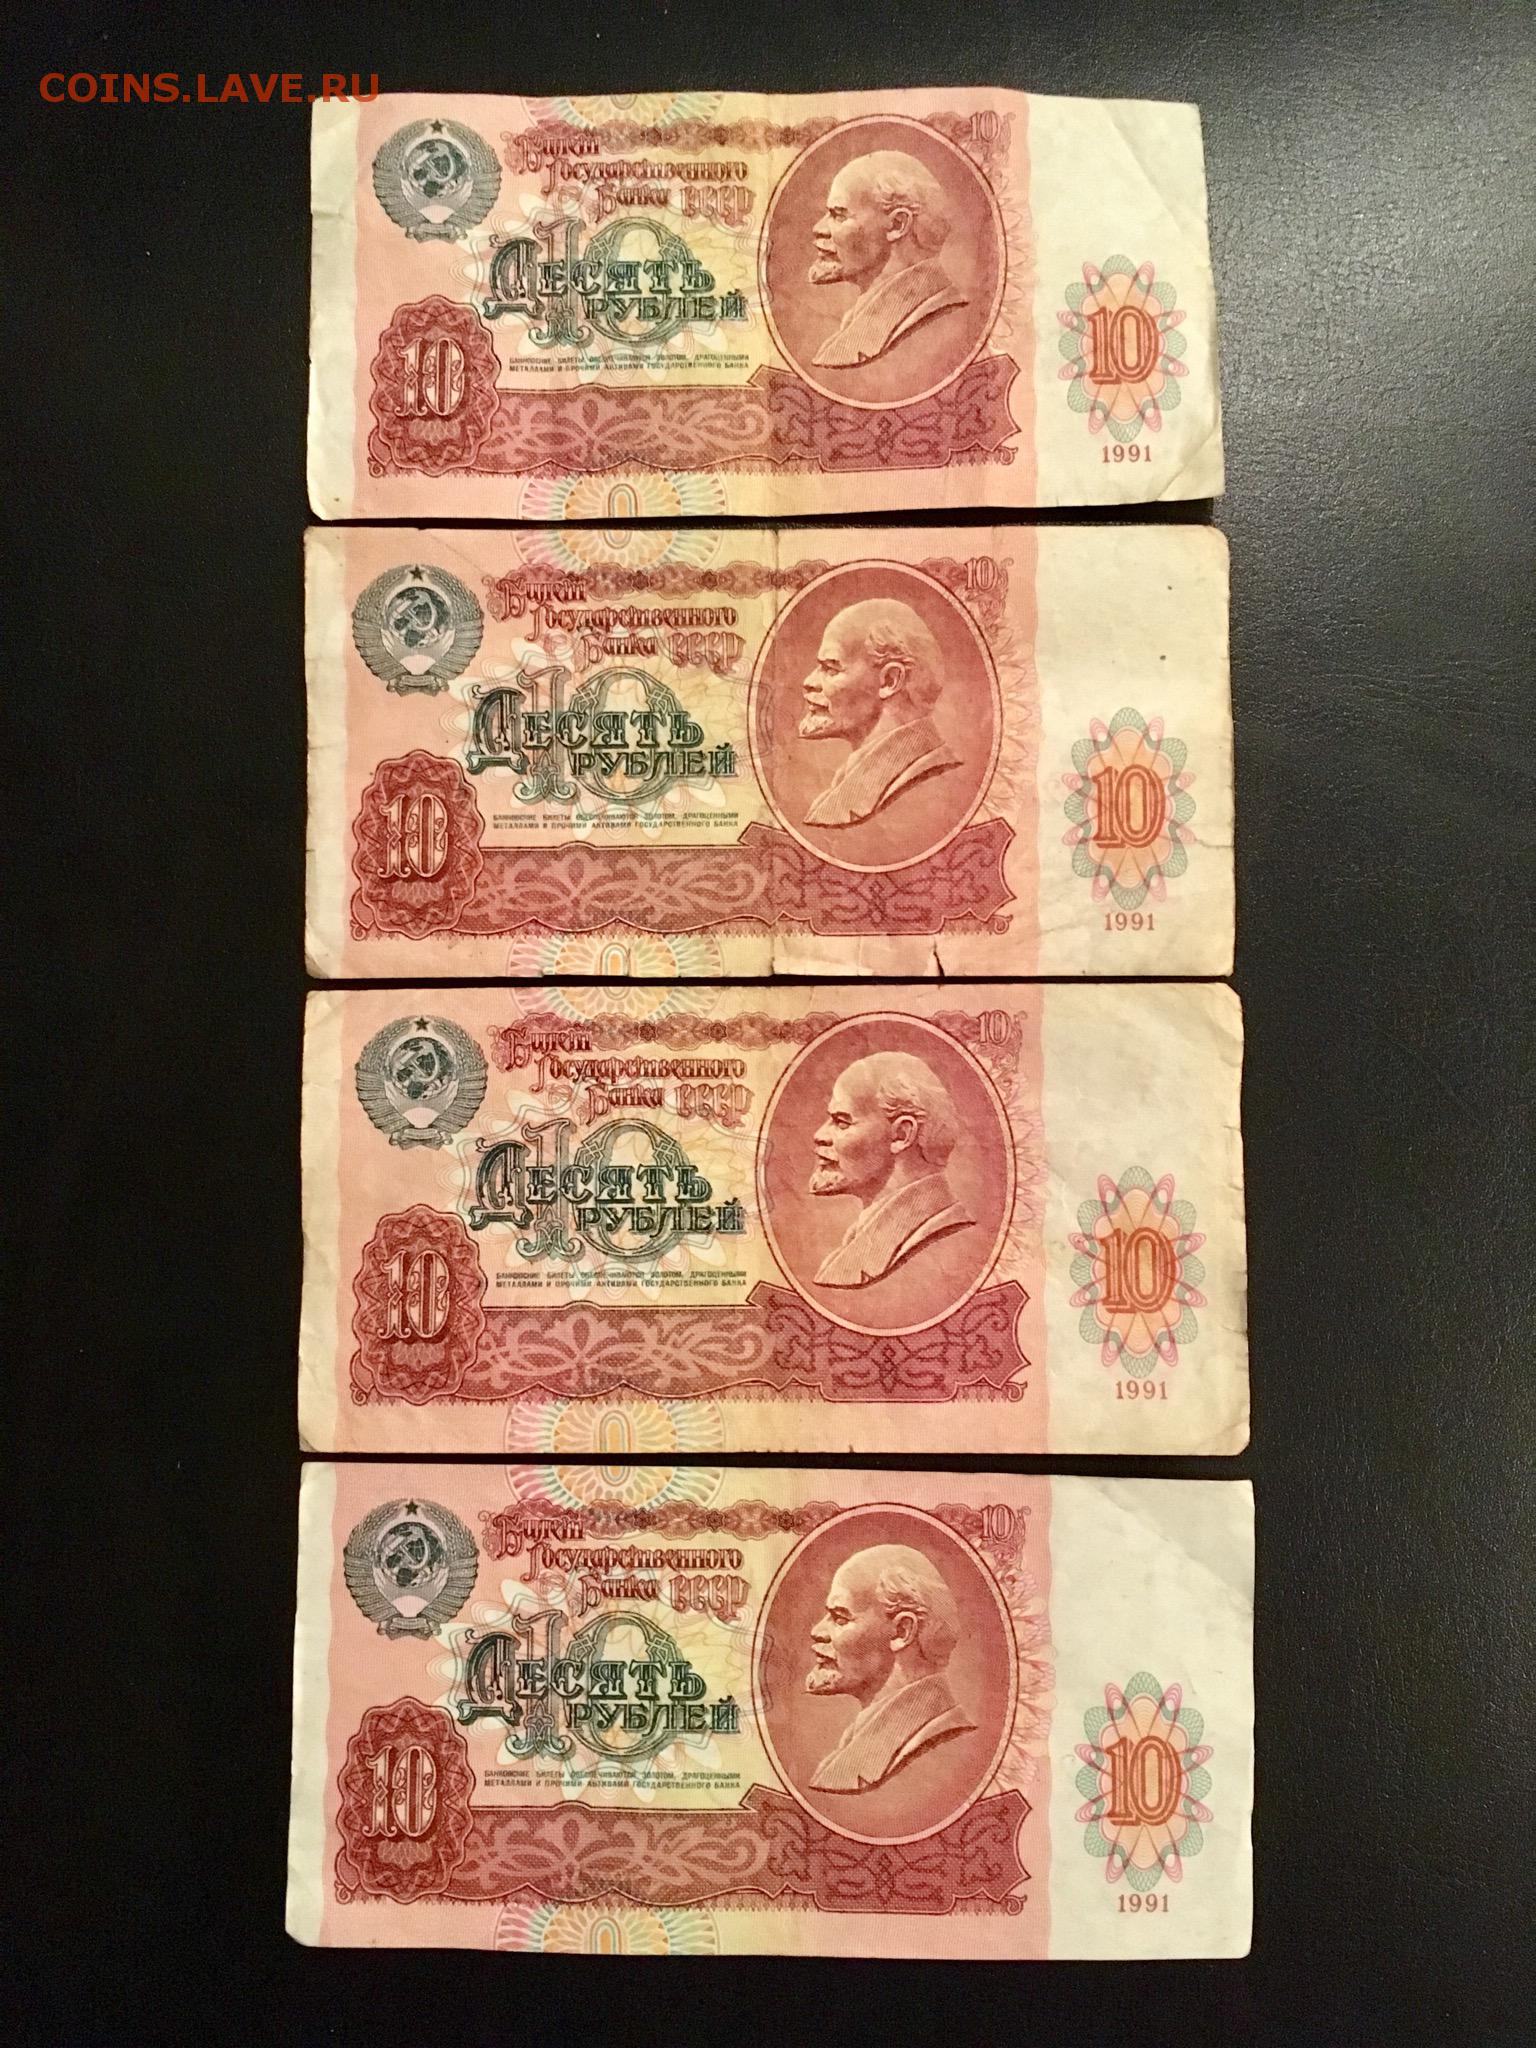 COINS.LAVE.RU
Билет
Государственного
Банка СССР
10
10
Десять
рублей
БАНКОВСКИЕ БИЛЕТЫ ОБЕСПЕЧИВАЮТСЯ ЗОЛОТОМ, ДРАГОЦЕННЫМИ
МЕТАЛЛАМИ И ПРОЧИМИ АКТИВАМИ ГОСУДАРСТВЕННОГО БАНКА
10
10
1991
Билет
Государственного
Банка СССР
10
10
Десять
рублей
БАНКОВСКИЕ БИЛЕТЫ ОБЕСПЕЧИВАЮТСЯ ЗОЛОТОМ, ДРАГОЦЕННЫМИ
МЕТАЛЛАМИ И ПРОЧИМИ АКТИВАМИ ГОСУДАРСТВЕННОГО БАНКА
10
10
1991
Билет
Государственного
Банка СССР
10
10
Десять
рублей
БАНКОВСКИЕ БИЛЕТЫ ОБЕСПЕЧИВАЮТСЯ ЗОЛОТОМ, ДРАГОЦЕННЫМИ
МЕТАЛЛАМИ И ПРОЧИМИ АКТИВАМИ ГОСУДАРСТВЕННОГО БАНКА
10
10
1991
Билет
Государственного
Банка СССР
10
10
Десять
рублей
БАНКОВСКИЕ БИЛЕТЫ ОБЕСПЕЧИВАЮТСЯ ЗОЛОТОМ, ДРАГОЦЕННЫМИ
МЕТАЛЛАМИ И ПРОЧИМИ АКТИВАМИ ГОСУДАРСТВЕННОГО БАНКА
10
10
1991